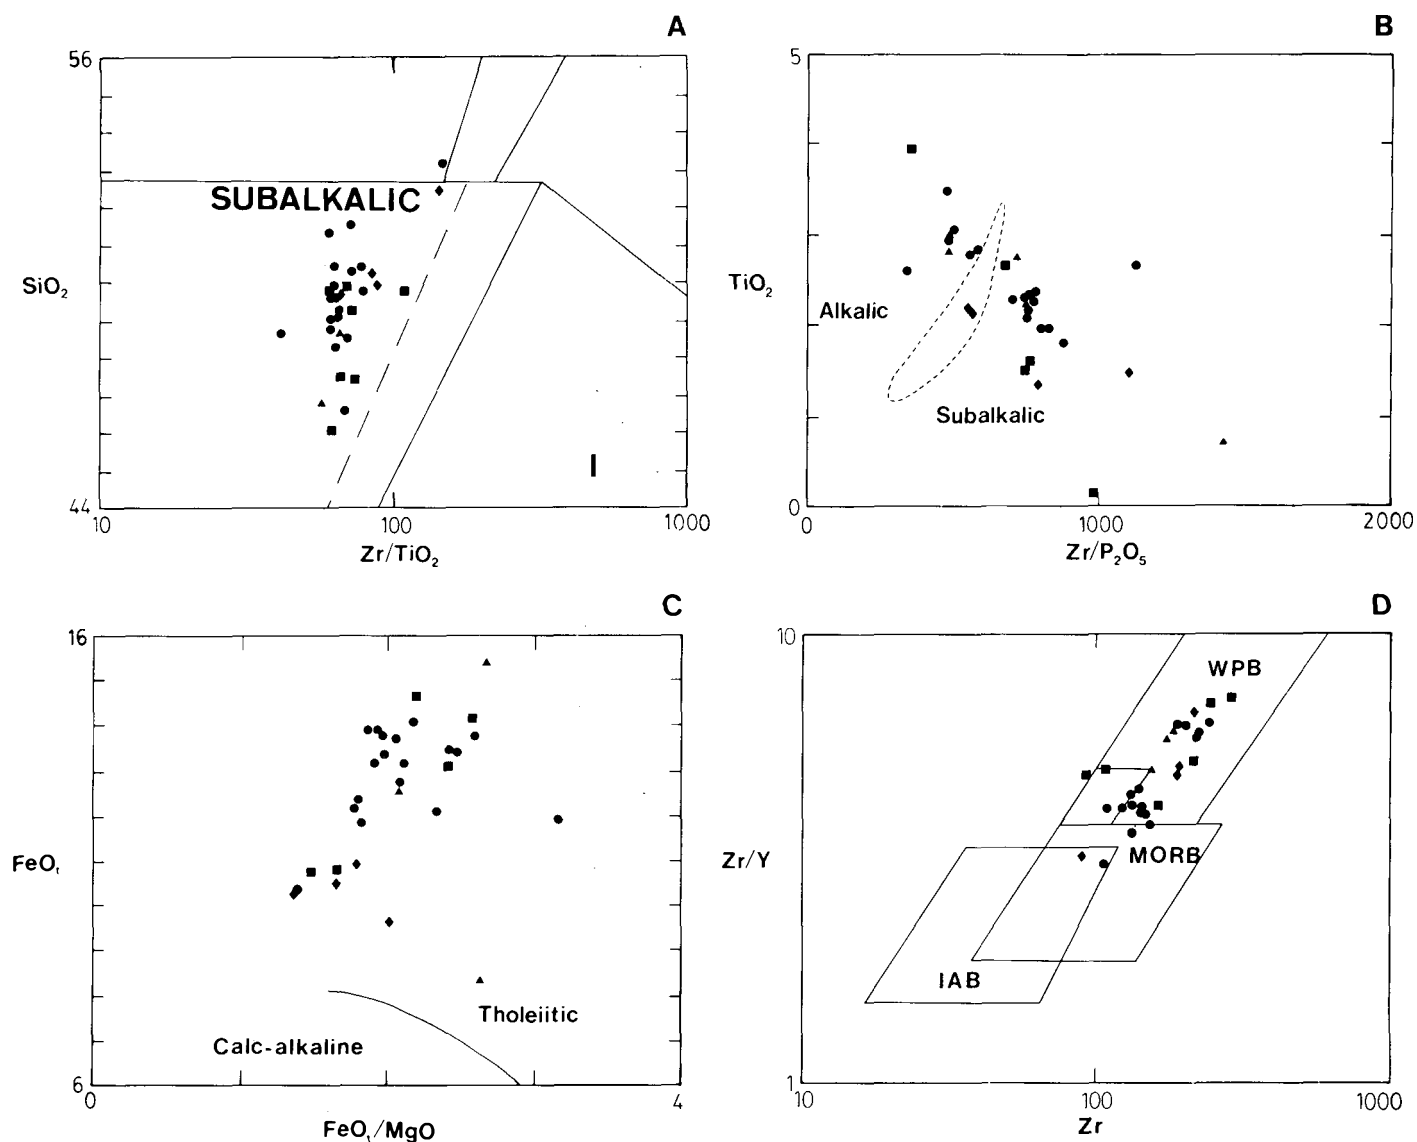 A
56
SUBALKALIC
SiO₂
44
10
100
1000
Zr/TiO₂
B
5
TiO₂
Alkalic
Subalkalic
0
0
1000
2000
Zr/P₂O₅
C
16
FeOₜ
Tholeiitic
Calc-alkaline
6
0
4
FeOₜ/MgO
D
10
WPB
Zr/Y
MORB
IAB
1
10
100
1000
Zr